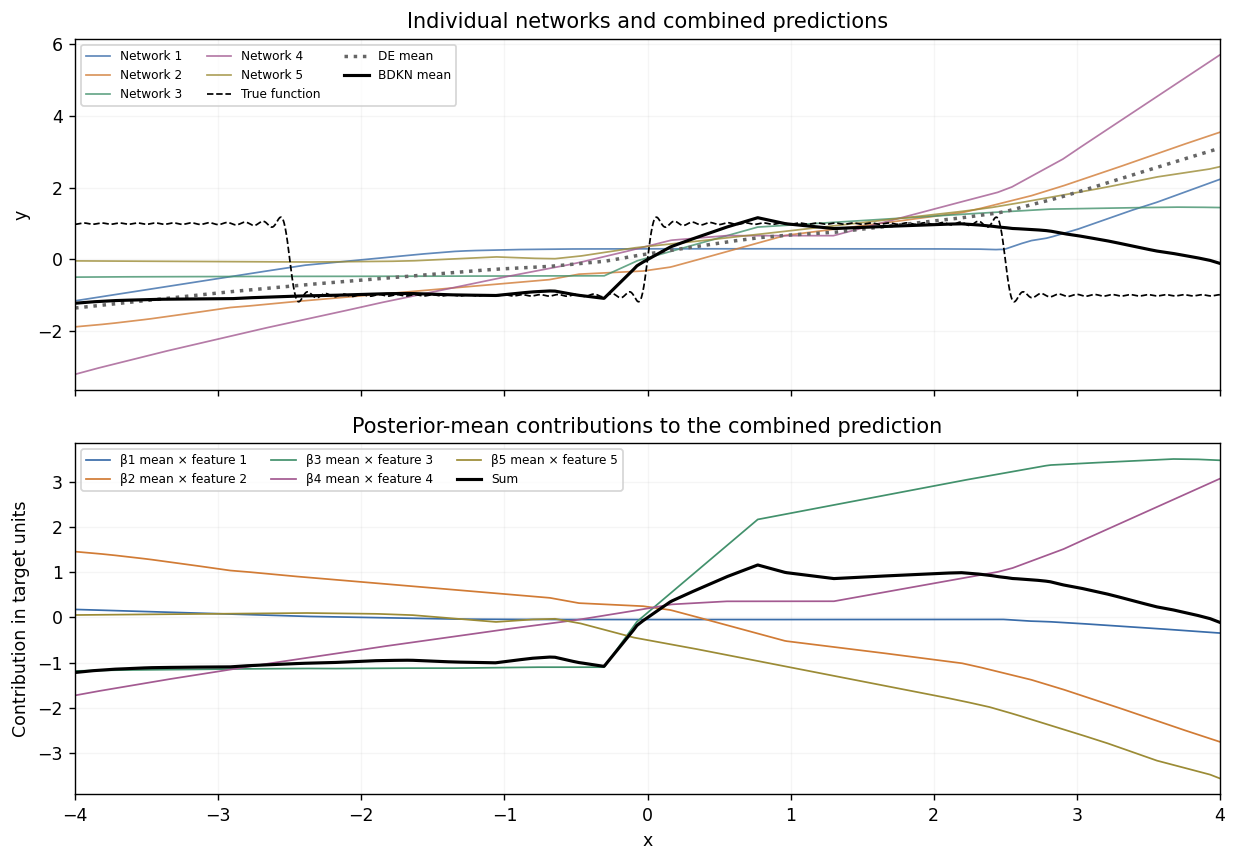 Individual networks and combined predictions
Network 1
Network 2
Network 3
Network 4
Network 5
True function
DE mean
BDKN mean
6
4
2
0
−2
y
Posterior-mean contributions to the combined prediction
β1 mean × feature 1
β2 mean × feature 2
β3 mean × feature 3
β4 mean × feature 4
β5 mean × feature 5
Sum
3
2
1
0
−1
−2
−3
Contribution in target units
−4 −3 −2 −1 0 1 2 3 4
x